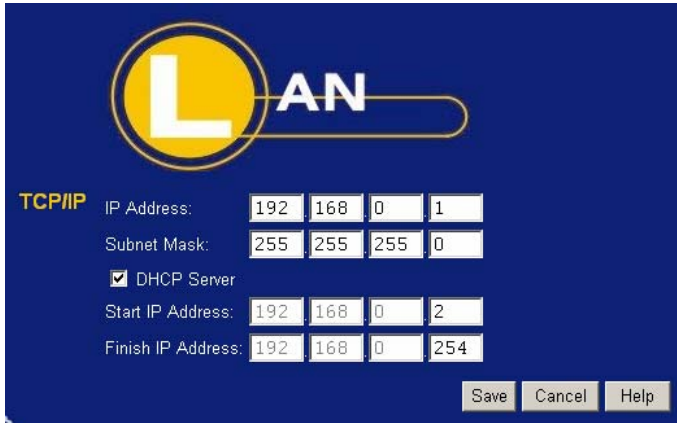 LAN
TCP/IP
IP Address: 192.168.0.1
Subnet Mask: 255.255.255.0
DHCP Server
Start IP Address: 192.168.0.2
Finish IP Address: 192.168.0.254
Save Cancel Help